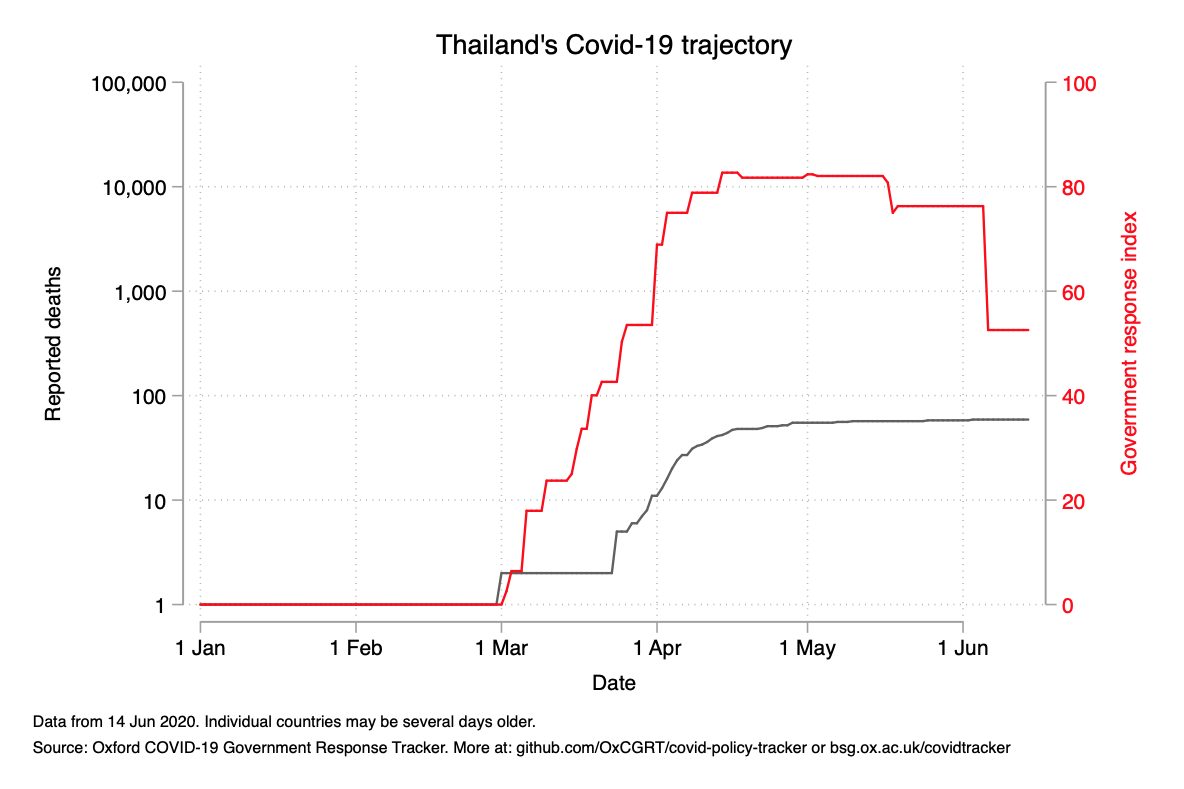 Thailand's Covid-19 trajectory
100,000
10,000
1,000
100
10
1
Reported deaths
100
80
60
40
20
0
Government response index
1 Jan
1 Feb
1 Mar
1 Apr
1 May
1 Jun
Date
Data from 14 Jun 2020. Individual countries may be several days older.
Source: Oxford COVID-19 Government Response Tracker. More at: github.com/OxCGRT/covid-policy-tracker or bsg.ox.ac.uk/covidtracker